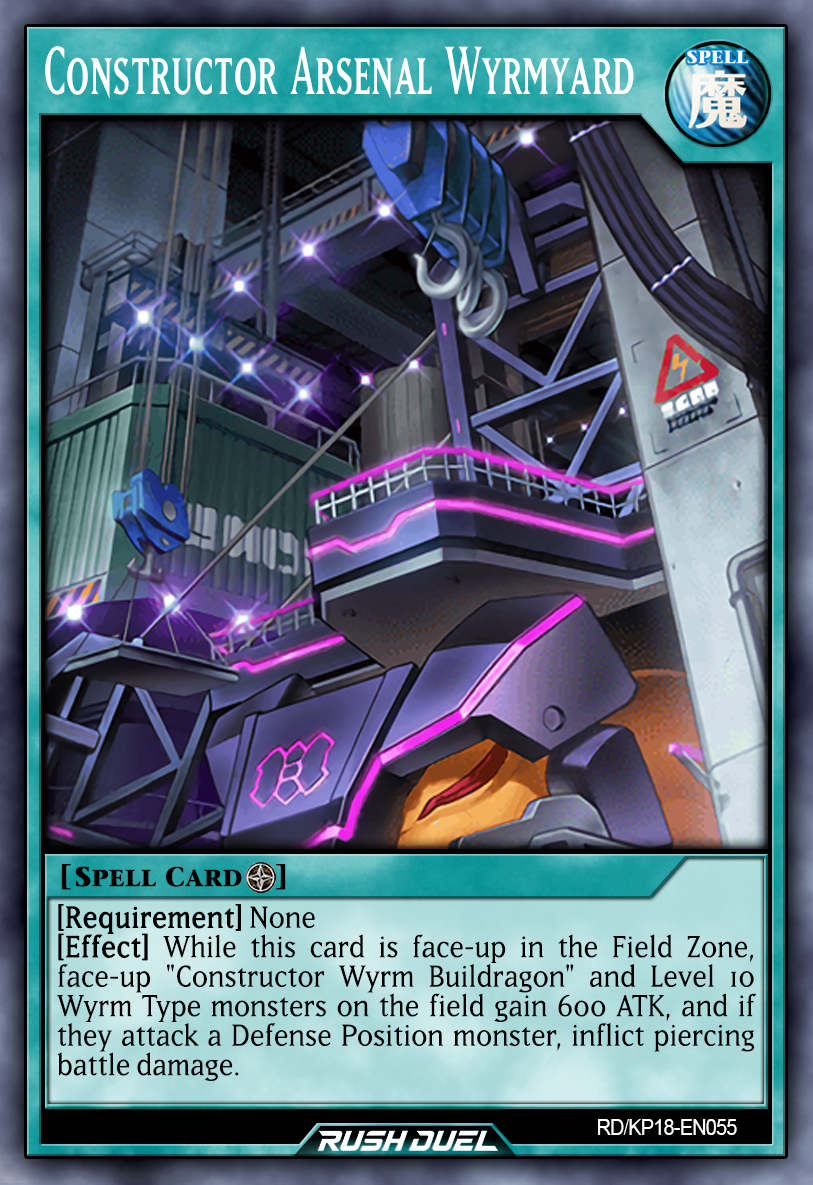 Constructor Arsenal Wyrmyard
SPELL
魔
[Spell Card]
[Requirement] None
[Effect] While this card is face-up in the Field Zone,
face-up "Constructor Wyrm Buildragon" and Level 10
Wyrm Type monsters on the field gain 600 ATK, and if
they attack a Defense Position monster, inflict piercing
battle damage.
RD/KP18-EN055
RUSH DUEL